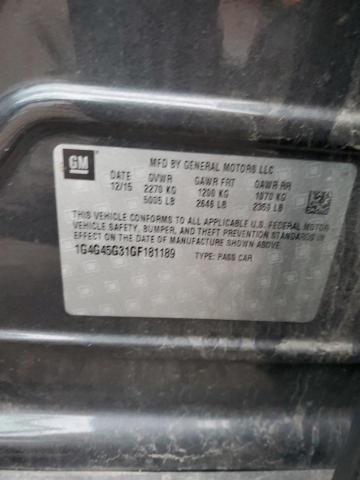 GM
MFD BY GENERAL MOTORS LLC
DATE GVWR GAWR FRT GAWR RR
12/15 2270 KG 1200 KG 1070 KG
5005 LB 2646 LB 2359 LB
THIS VEHICLE CONFORMS TO ALL APPLICABLE U.S. FEDERAL MOTOR
VEHICLE SAFETY, BUMPER, AND THEFT PREVENTION STANDARDS IN
EFFECT ON THE DATE OF MANUFACTURE SHOWN ABOVE.
1G4G45G31GF181189 TYPE: PASS CAR